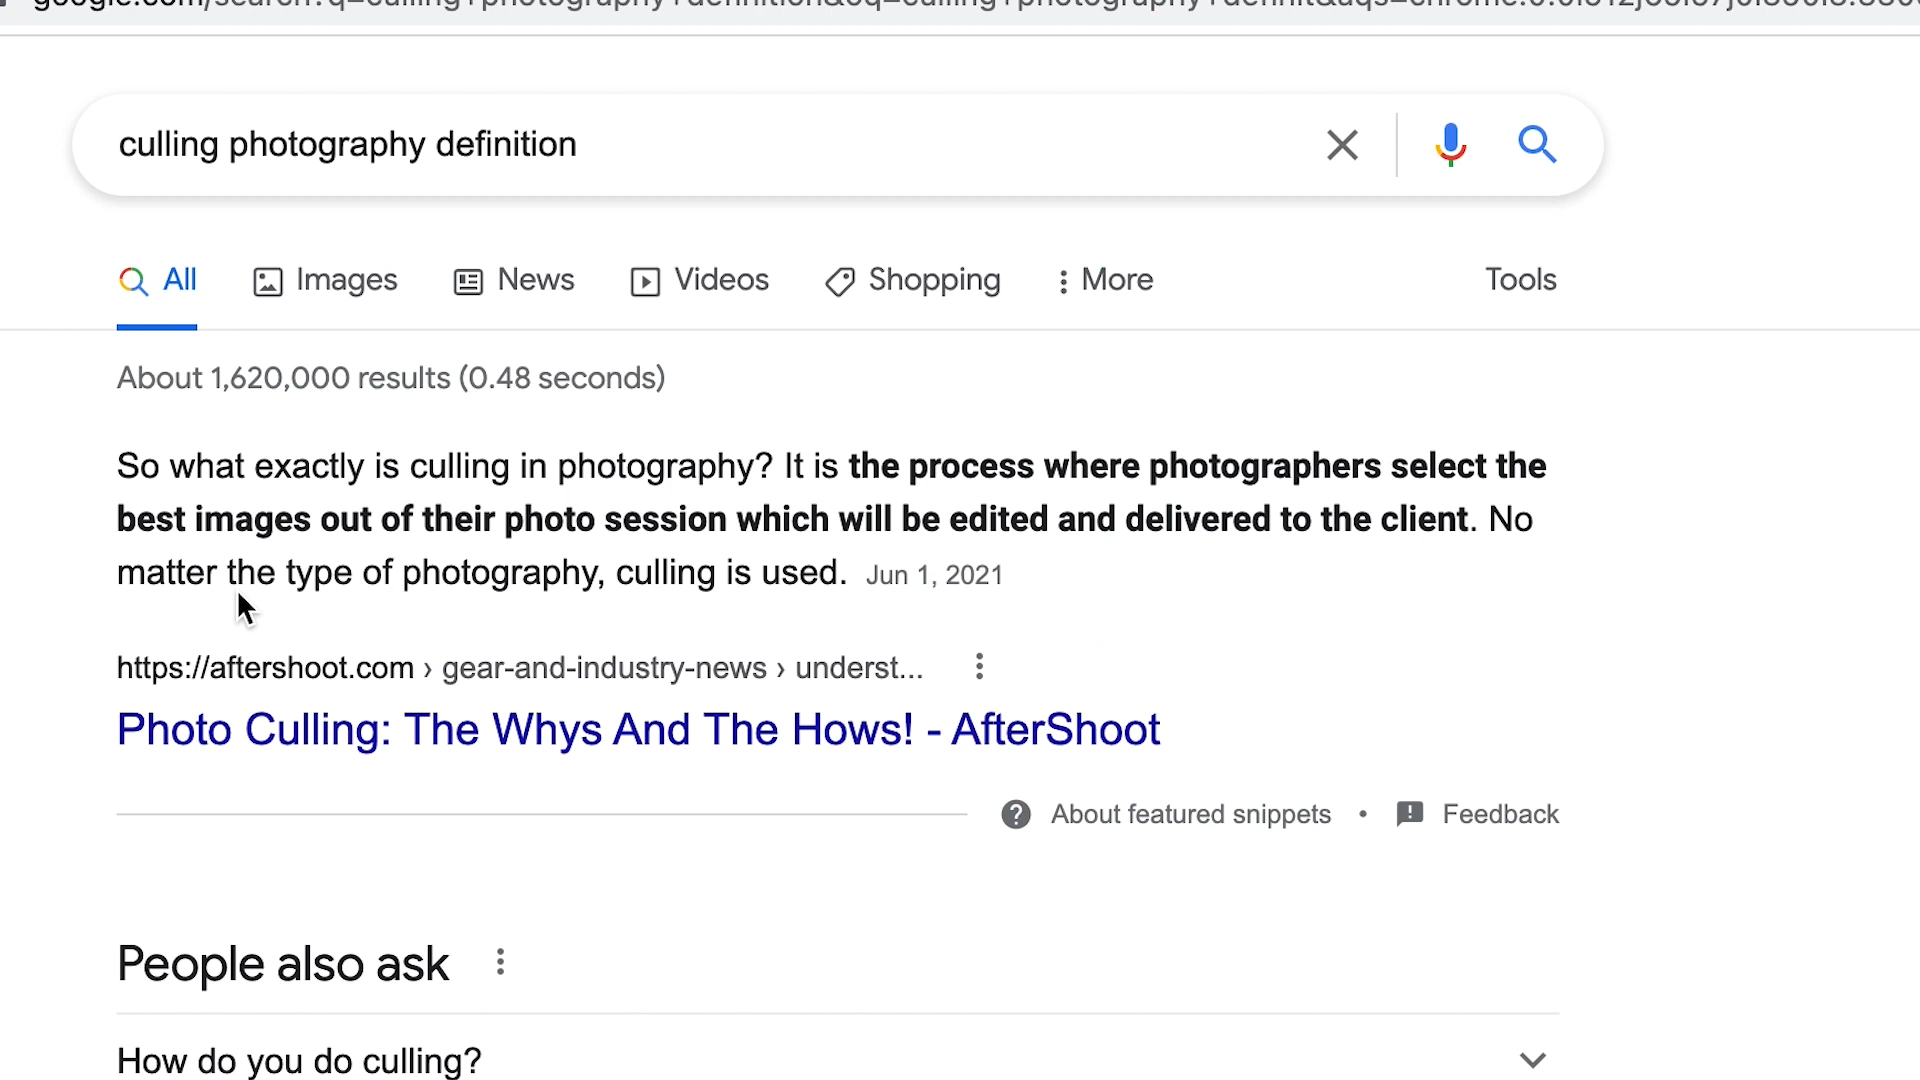 culling photography definition
All Images News Videos Shopping More Tools
About 1,620,000 results (0.48 seconds)
So what exactly is culling in photography? It is the process where photographers select the
best images out of their photo session which will be edited and delivered to the client. No
matter the type of photography, culling is used. Jun 1, 2021
https://aftershoot.com › gear-and-industry-news › underst...
Photo Culling: The Whys And The Hows! - AfterShoot
About featured snippets • Feedback
People also ask
How do you do culling?